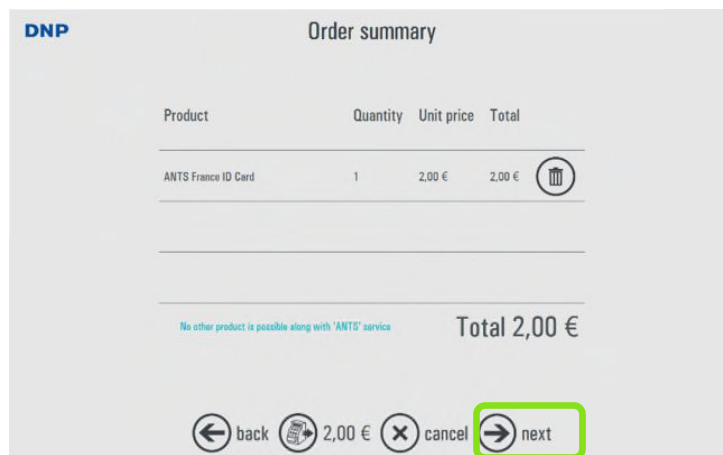 DNP
Order summary
Product Quantity Unit price Total
ANTS France ID Card 1 2,00 € 2,00 €
No other product is possible along with 'ANTS' service
Total 2,00 €
back 2,00 € cancel next